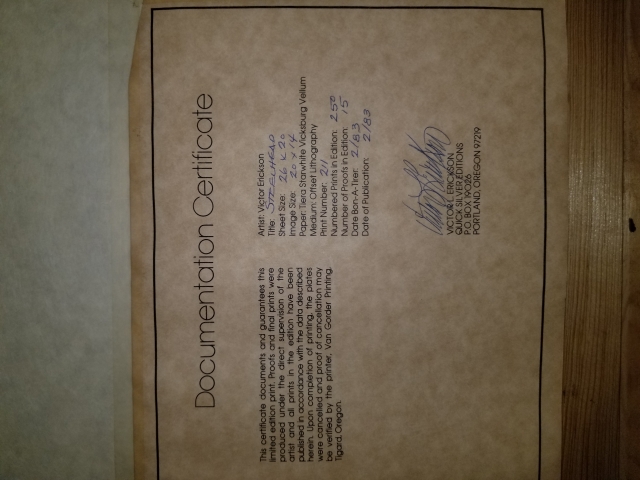 Documentation Certificate
This certificate documents and guarantees this
limited edition print. Proofs and final prints were
produced under the direct supervision of the
artist and all prints in the edition have been
published in accordance with the data described
herein. Upon completion of printing, the plates
were cancelled and proof of cancellation may
be verified by the printer, Van Gorder Printing,
Tigard, Oregon.
Artist: Victor Erickson
Title: STEELHEAD
Sheet Size: 26 X 20
Image Size: 20 X 14
Paper: Tiera Starwhite Vicksburg Vellum
Medium: Offset Lithography
Print Number: 211
Numbered Prints in Edition: 250
Number of Proofs in Edition: 15
Date Bon-A-Tirer: 2/83
Date of Publication: 2/83
VICTOR C. ERICKSON
QUICK SILVER EDITIONS
P.O. BOX 19026
PORTLAND, OREGON 97219